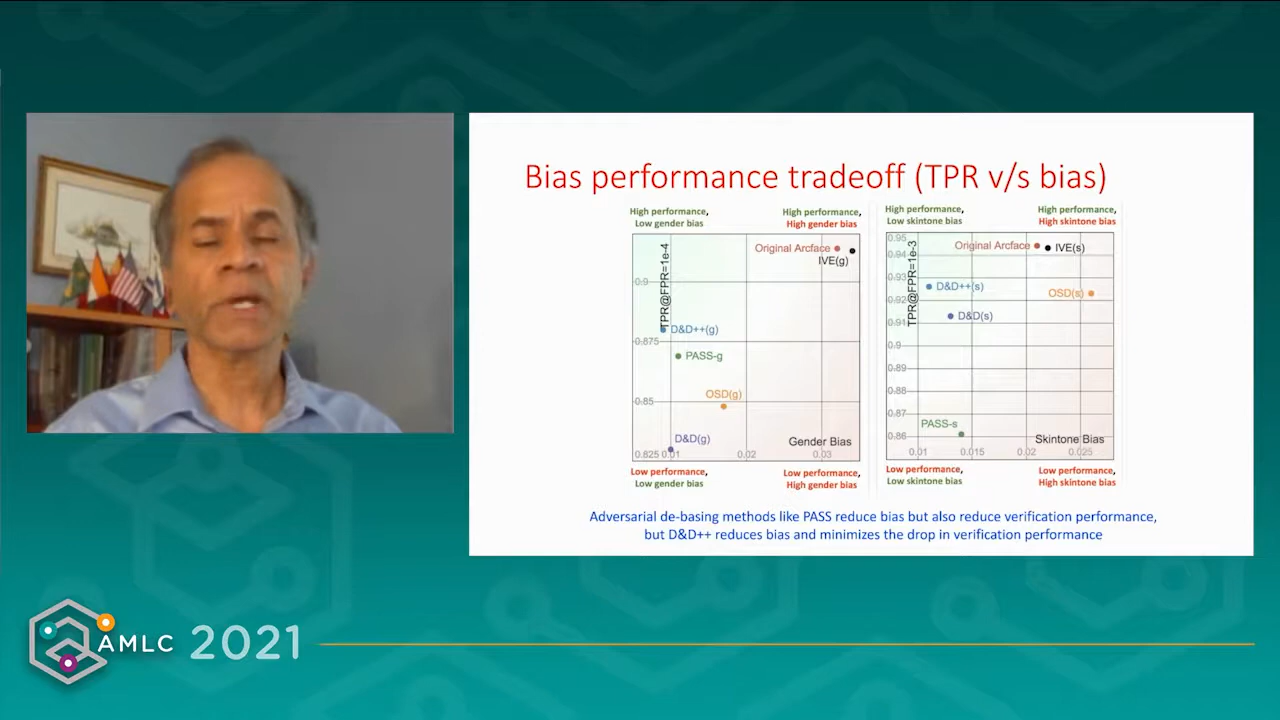 Bias performance tradeoff (TPR v/s bias)
High performance,
Low gender bias
High performance,
High gender bias
TPR@FPR=1e-4
Original Arcface
IVE(g)
0.9
D&D++(g)
0.875
PASS-g
OSD(g)
0.85
D&D(g)
Gender Bias
0.825 0.01 0.02 0.03
Low performance,
Low gender bias
Low performance,
High gender bias
High performance,
Low skintone bias
High performance,
High skintone bias
0.95
TPR@FPR=1e-3
Original Arcface
IVE(s)
0.94
0.93
D&D++(s)
OSD(s)
0.92
D&D(s)
0.91
0.9
0.89
0.88
0.87
PASS-s
0.86
Skintone Bias
0.01 0.015 0.02 0.025
Low performance,
Low skintone bias
Low performance,
High skintone bias
Adversarial de-basing methods like PASS reduce bias but also reduce verification performance,
but D&D++ reduces bias and minimizes the drop in verification performance
AMLC 2021